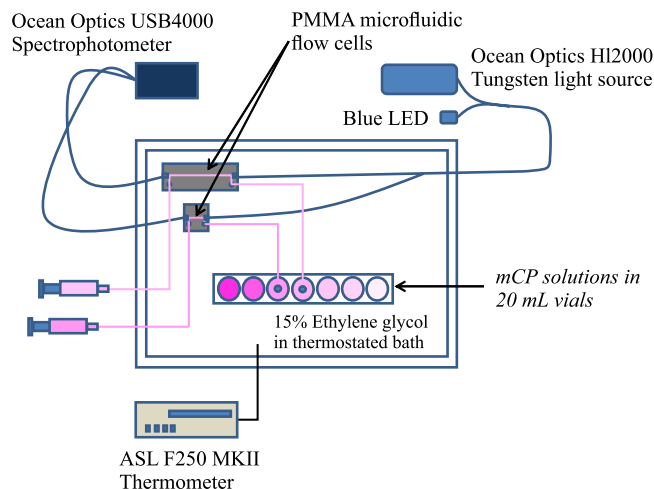 Ocean Optics USB4000
Spectrophotometer
PMMA microfluidic
flow cells
Ocean Optics Hl2000
Tungsten light source
Blue LED
mCP solutions in
20 mL vials
15% Ethylene glycol
in thermostated bath
ASL F250 MKII
Thermometer